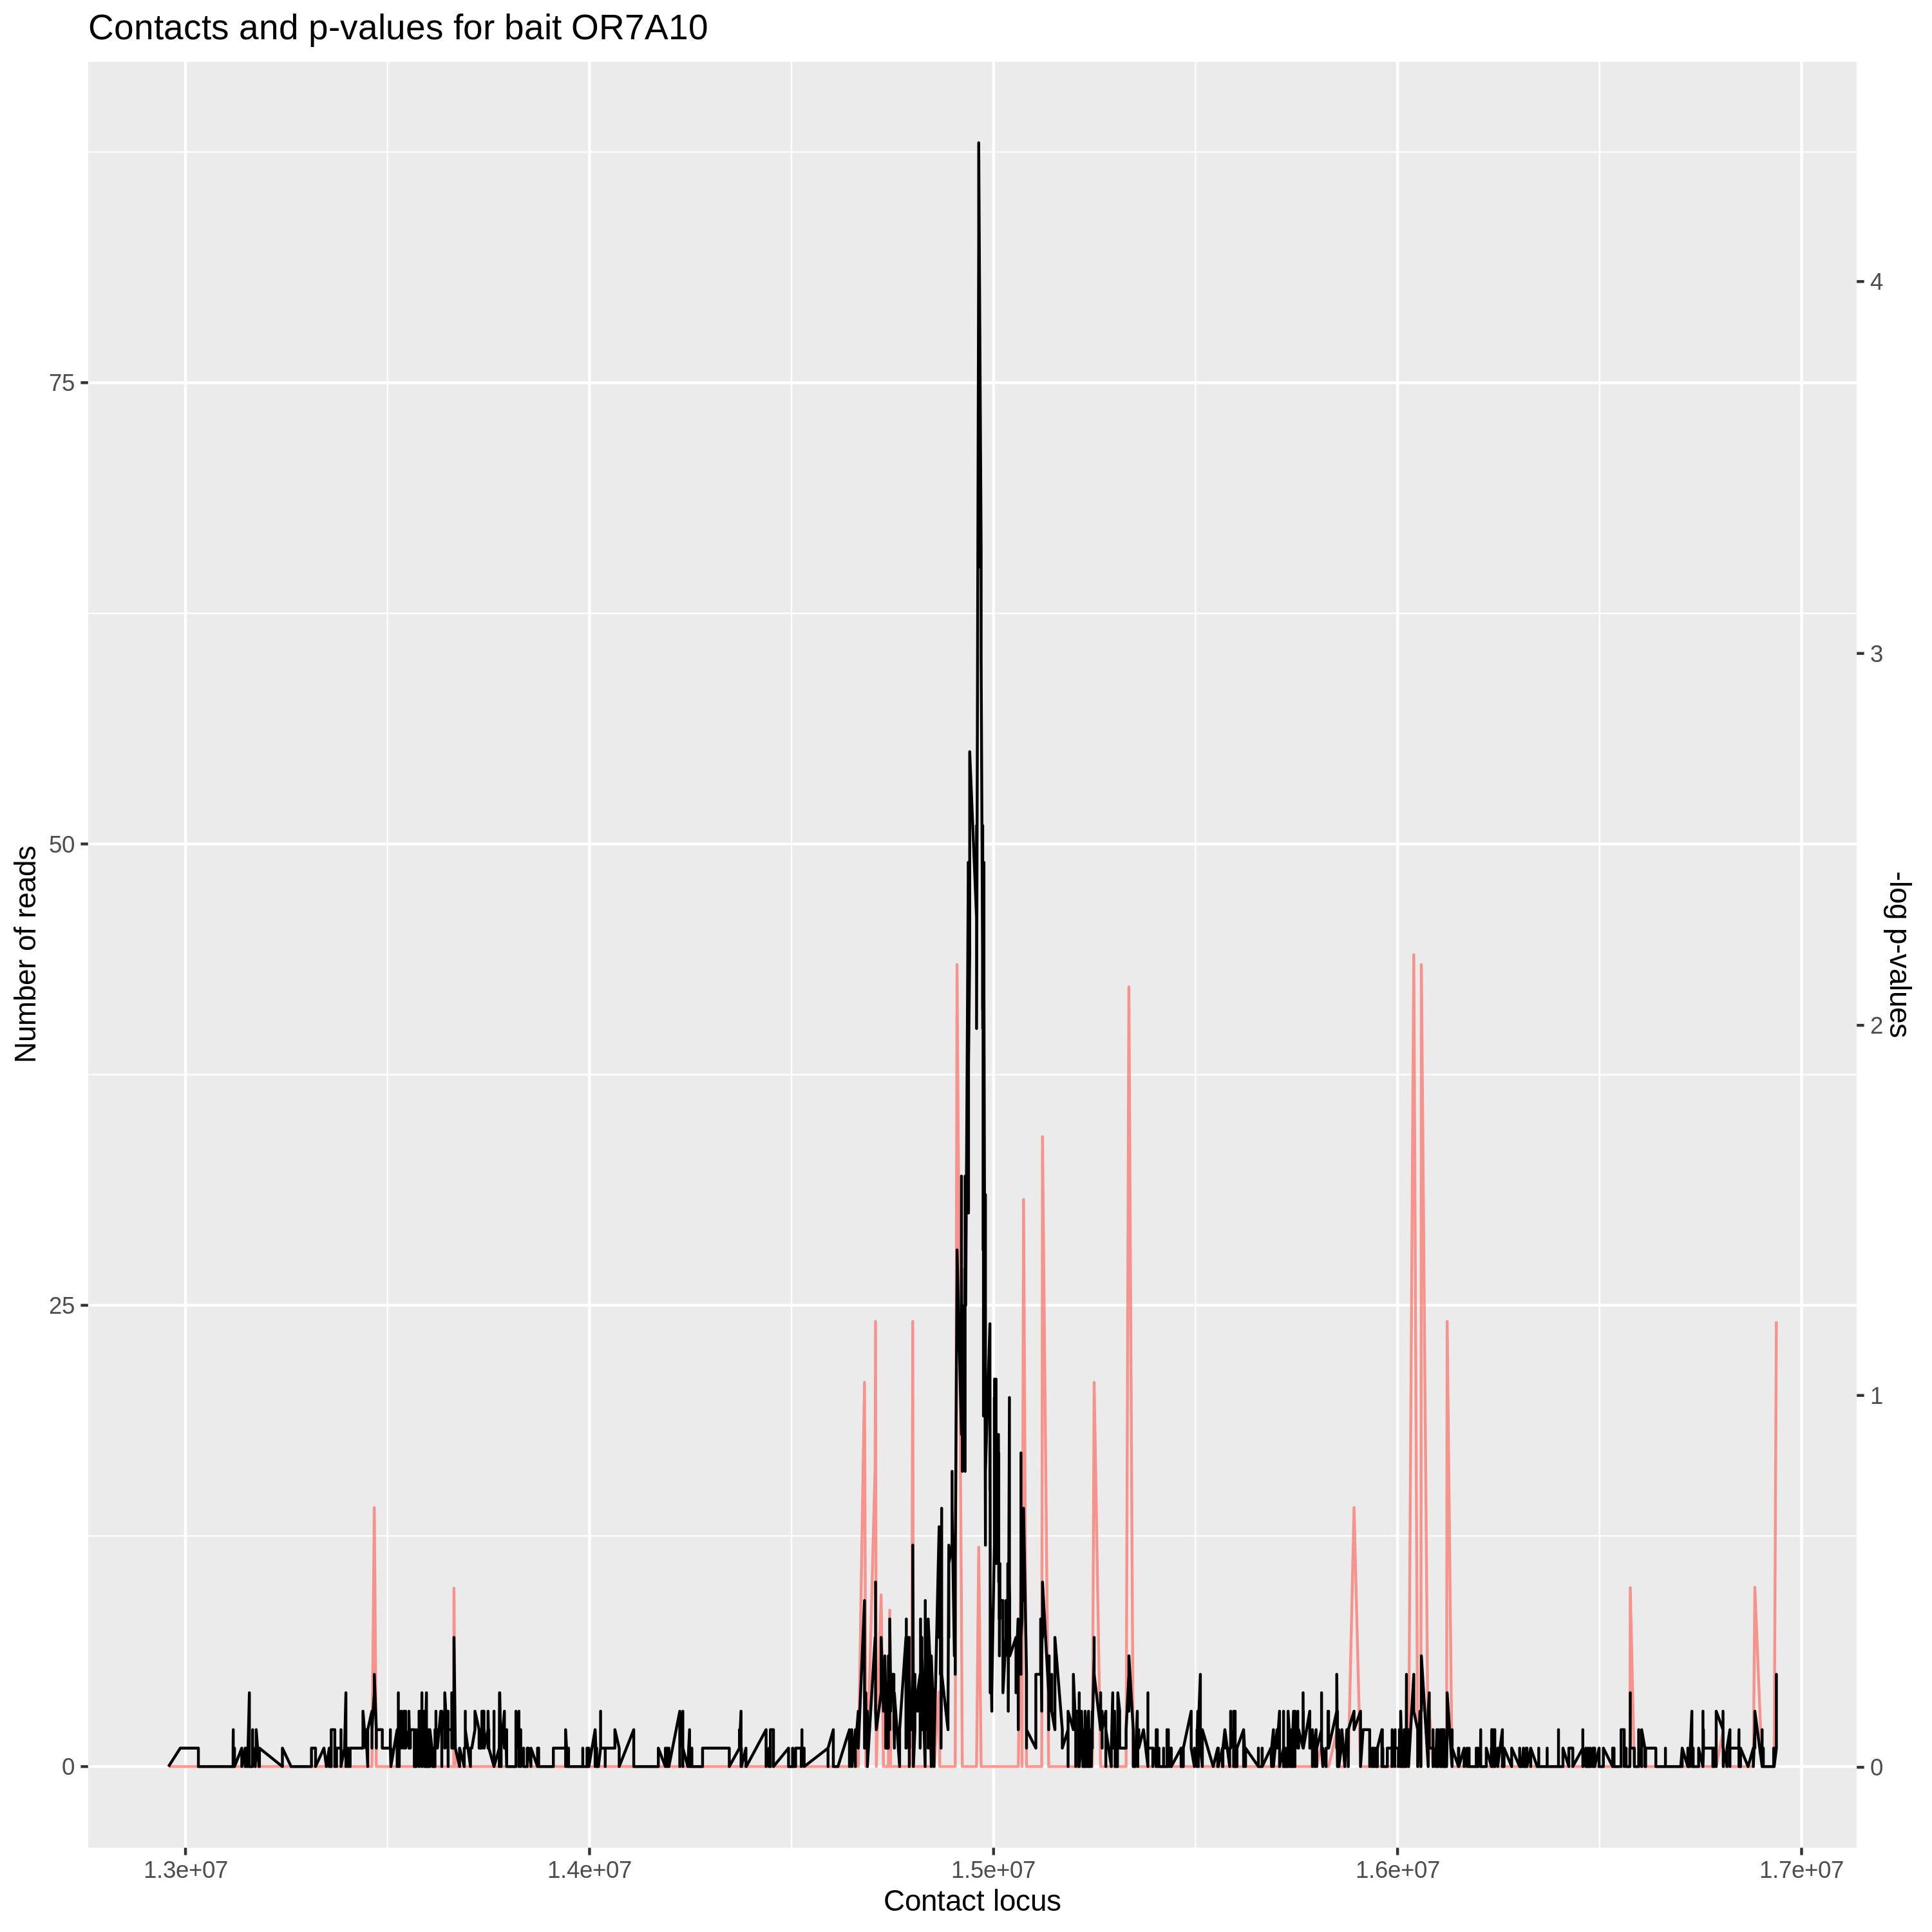 Contacts and p-values for bait OR7A10
Number of reads
75
50
25
0
4
3
2
1
0
-log p-values
1.3e+07 1.4e+07 1.5e+07 1.6e+07 1.7e+07
Contact locus